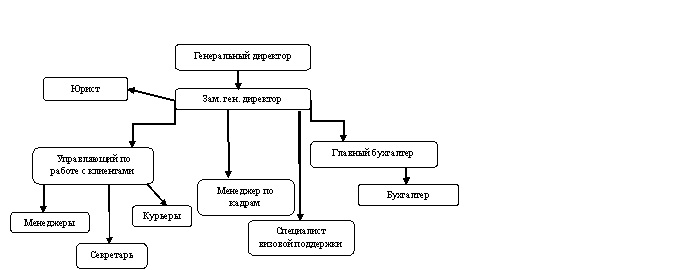 Генеральный директор
Юрист
Зам. ген. директор
Управляющий по
работе с клиентами
Главный бухгалтер
Менеджер по
кадрам
Бухгалтер
Менеджеры
Курьеры
Специалист
визовой поддержки
Секретарь